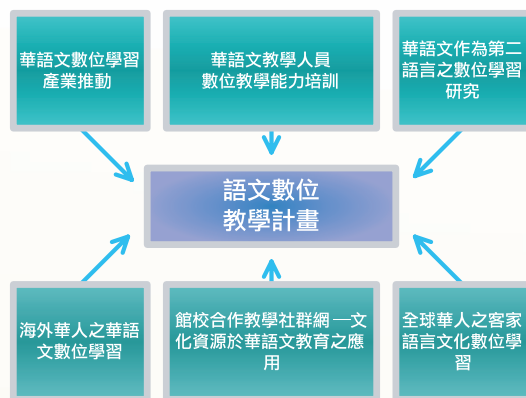 華語文數位學習
產業推動
華語文教學人員
數位教學能力培訓
華語文作為第二
語言之數位學習
研究
語文數位
教學計畫
海外華人之華語
文數位學習
館校合作教學社群網—文
化資源於華語文教育之應
用
全球華人之客家
語言文化數位學
習